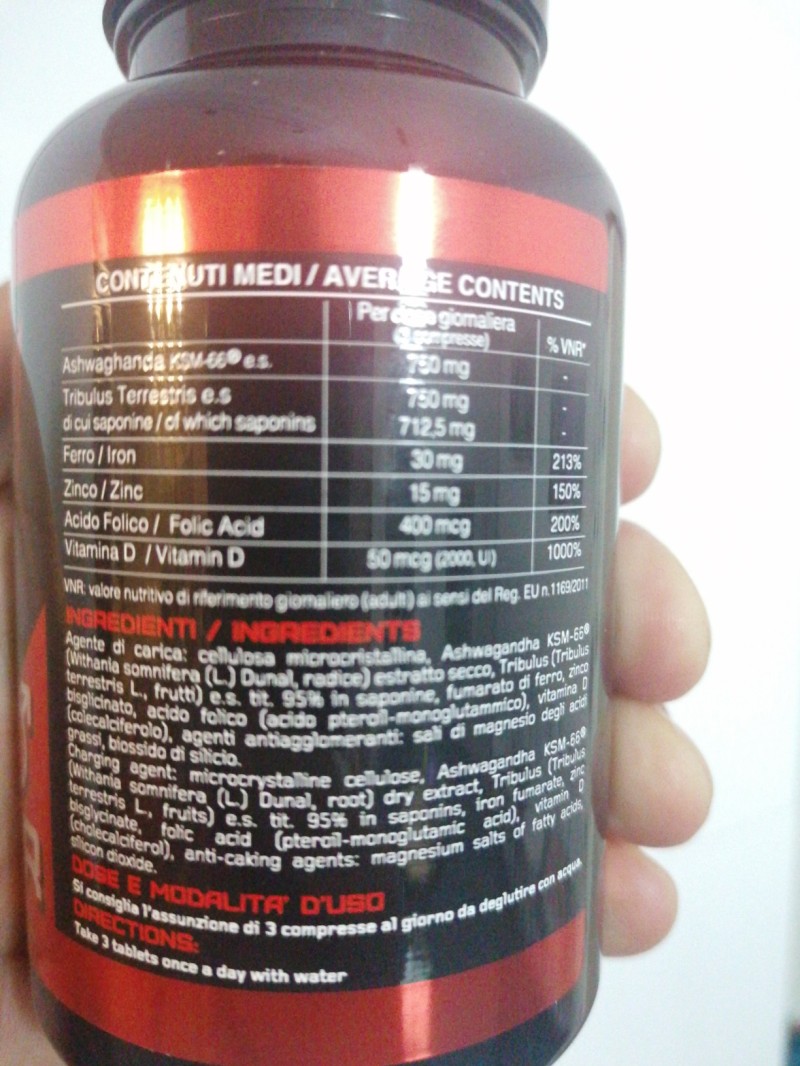 CONTENUTI MEDI / AVERAGE CONTENTS
Per dose giornaliera
(3 compresse)
% VNR*
Ashwaghanda KSM-66® e.s. 750 mg -
Tribulus Terrestris e.s 750 mg -
di cui saponine / of which saponins 712,5 mg -
Ferro / Iron 30 mg 213%
Zinco / Zinc 15 mg 150%
Acido Folico / Folic Acid 400 mcg 200%
Vitamina D / Vitamin D 50 mcg (2000, UI) 1000%
VNR: valore nutritivo di riferimento giornaliero (adulti) ai sensi del Reg. EU n.1169/2011
INGREDIENTI / INGREDIENTS
Agente di carica: cellulosa microcristallina, Ashwagandha KSM-66®
(Withania somnifera (L.) Dunal, radice) estratto secco, Tribulus (Tribulus
terrestris L., frutti) e.s. tit. 95% in saponine, fumarato di ferro, zinco
bisglicinato, acido folico (acido pteroil-monoglutammico), vitamina D
(colecalciferolo), agenti antiagglomeranti: sali di magnesio degli acidi
grassi, biossido di silicio.
Charging agent: microcrystalline cellulose, Ashwagandha KSM-66®
(Withania somnifera (L.) Dunal, root) dry extract, Tribulus (Tribulus
terrestris L., fruits) e.s. tit. 95% in saponins, iron fumarate, zinc
bisglycinate, folic acid (pteroil-monoglutamic acid), vitamin D
(cholecalciferol), anti-caking agents: magnesium salts of fatty acids,
silicon dioxide.
DOSE E MODALITA' D'USO
Si consiglia l'assunzione di 3 compresse al giorno da deglutire con acqua.
DIRECTIONS:
Take 3 tablets once a day with water